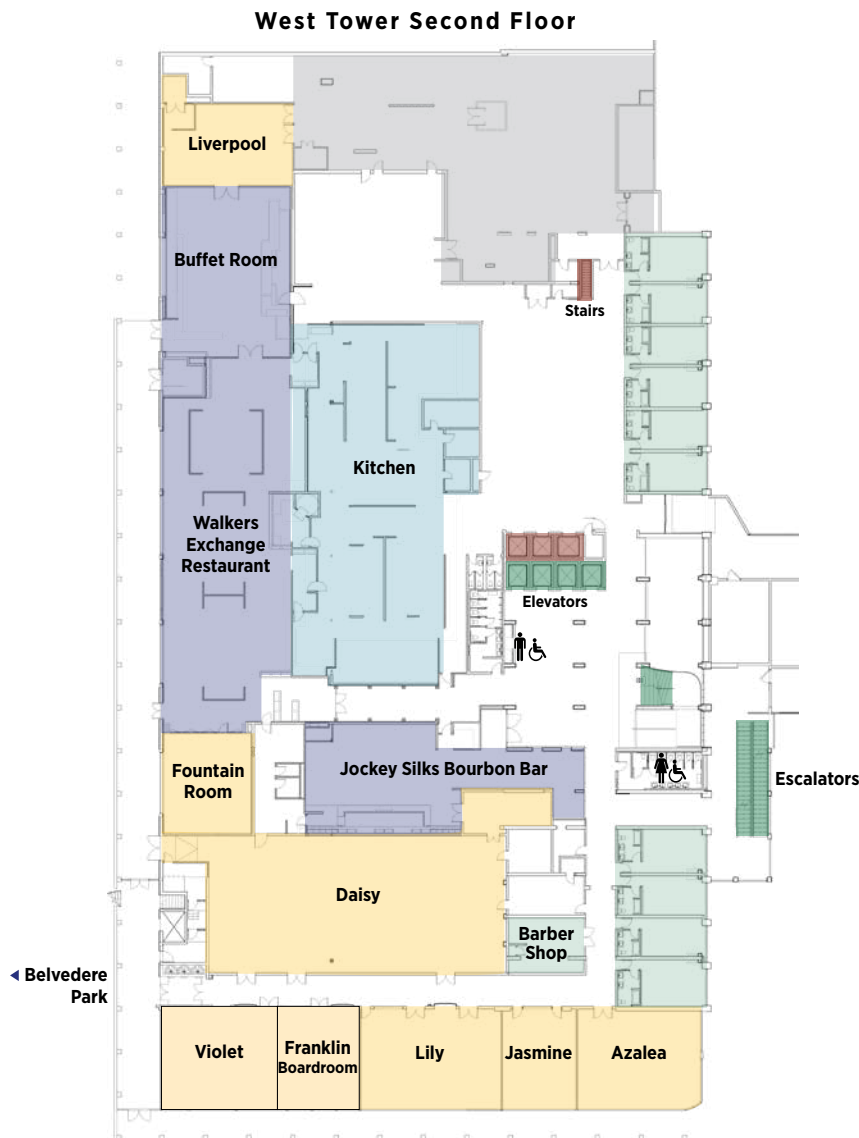 West Tower Second Floor
Liverpool
Buffet Room
Stairs
Kitchen
Walkers
Exchange
Restaurant
Elevators
Fountain
Room
Jockey Silks Bourbon Bar
Escalators
Daisy
Barber
Shop
Belvedere
Park
Violet
Franklin
Boardroom
Lily
Jasmine
Azalea